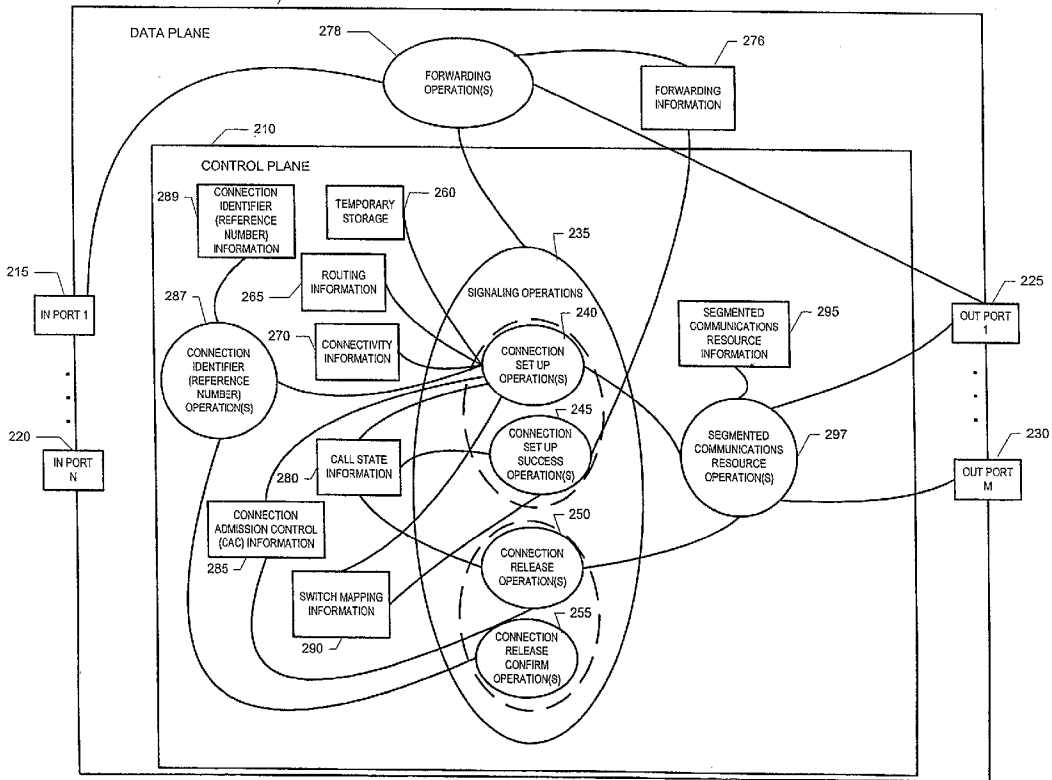 DATA PLANE
278
276
FORWARDING
OPERATION(S)
FORWARDING
INFORMATION
210
CONTROL PLANE
289
CONNECTION
IDENTIFIER
(REFERENCE
NUMBER)
INFORMATION
260
TEMPORARY
STORAGE
235
215
IN PORT 1
287
265
ROUTING
INFORMATION
SIGNALING OPERATIONS
240
295
SEGMENTED
COMMUNICATIONS
RESOURCE
INFORMATION
225
OUT PORT
1
270
CONNECTIVITY
INFORMATION
CONNECTION
SET UP
OPERATION(S)
CONNECTION
IDENTIFIER
(REFERENCE
NUMBER)
OPERATION(S)
220
IN PORT
N
245
CONNECTION
SET UP
SUCCESS
OPERATION(S)
280
CALL STATE
INFORMATION
SEGMENTED
COMMUNICATIONS
RESOURCE
OPERATION(S)
297
230
OUT PORT
M
CONNECTION
ADMISSION CONTROL
(CAC) INFORMATION
285
250
CONNECTION
RELEASE
OPERATION(S)
SWITCH MAPPING
INFORMATION
290
255
CONNECTION
RELEASE
CONFIRM
OPERATION(S)